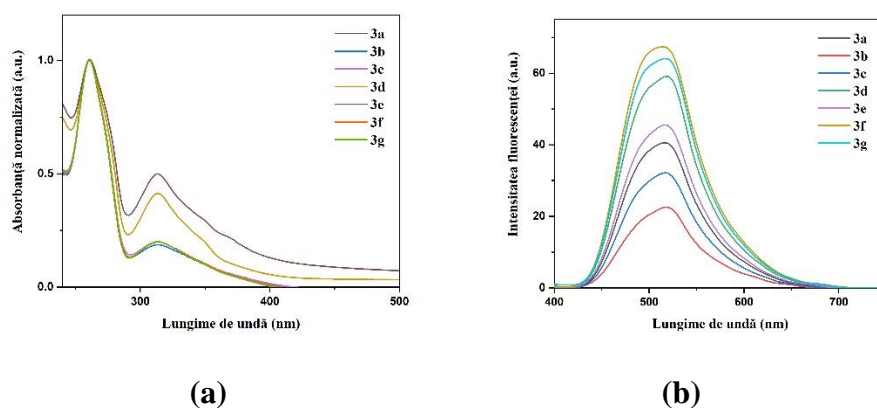 Absorbanță normalizată (a.u.)
1.0
0.5
0.0
300
400
500
Lungime de undă (nm)
3a
3b
3c
3d
3e
3f
3g
(a)
Intensitatea fluorescenței (a.u.)
60
40
20
0
400
500
600
700
Lungime de undă (nm)
3a
3b
3c
3d
3e
3f
3g
(b)